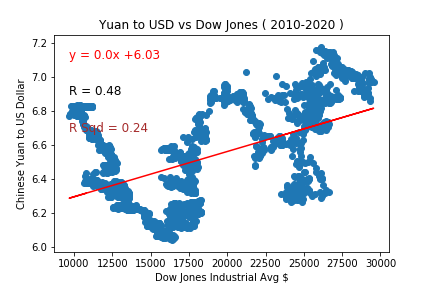 Yuan to USD vs Dow Jones ( 2010-2020 )
7.2
7.0
6.8
6.6
6.4
6.2
6.0
Chinese Yuan to US Dollar
y = 0.0x +6.03
R = 0.48
R Sqd = 0.24
10000 12500 15000 17500 20000 22500 25000 27500 30000
Dow Jones Industrial Avg $